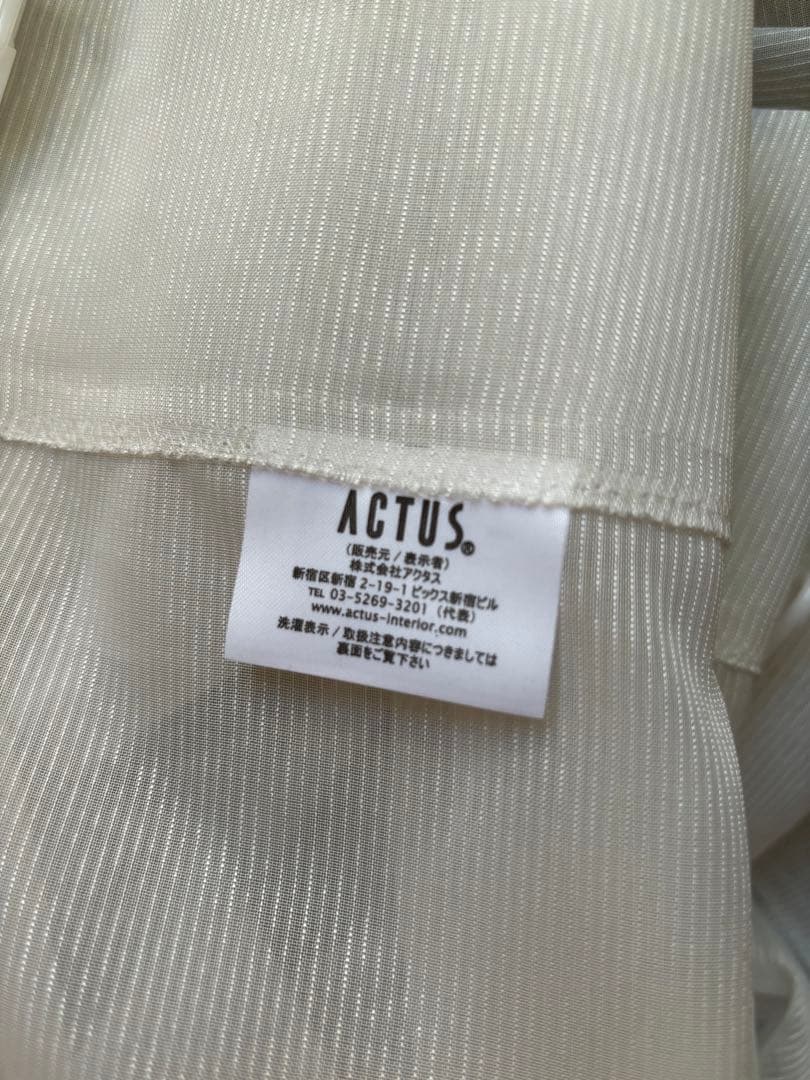 ACTUS®
（販売元 / 表示者）
株式会社アクタス
新宿区新宿 2-19-1 ビックス新宿ビル
TEL 03-5269-3201（代表）
www.actus-interior.com
洗濯表示 / 取扱注意内容につきましては
裏面をご覧下さい